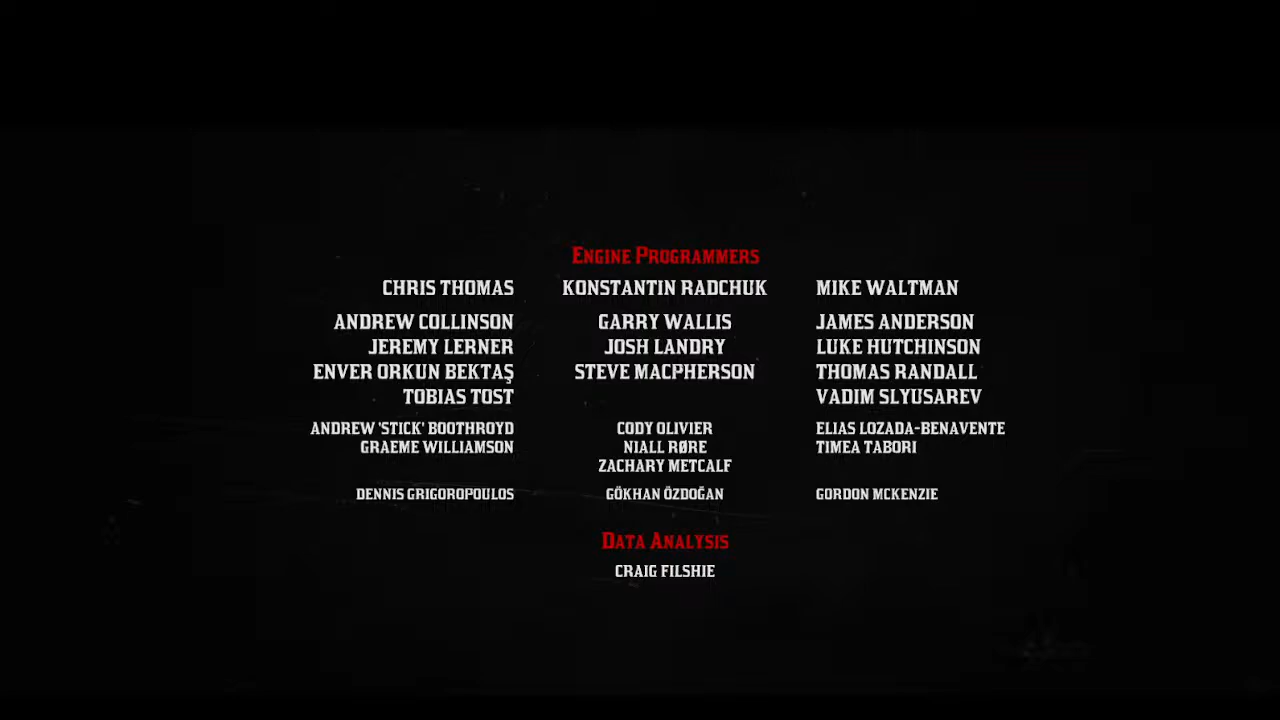 Engine Programmers
CHRIS THOMAS KONSTANTIN RADCHUK MIKE WALTMAN
ANDREW COLLINSON GARRY WALLIS JAMES ANDERSON
JEREMY LERNER JOSH LANDRY LUKE HUTCHINSON
ENVER ORKUN BEKTAŞ STEVE MACPHERSON THOMAS RANDALL
TOBIAS TOST VADIM SLYUSAREV
ANDREW 'STICK' BOOTHROYD CODY OLIVIER ELIAS LOZADA-BENAVENTE
GRAEME WILLIAMSON NIALL RØRE TIMEA TABORI
ZACHARY METCALF
DENNIS GRIGOROPOULOS GÖKHAN ÖZDOĞAN GORDON MCKENZIE
Data Analysis
CRAIG FILSHIE